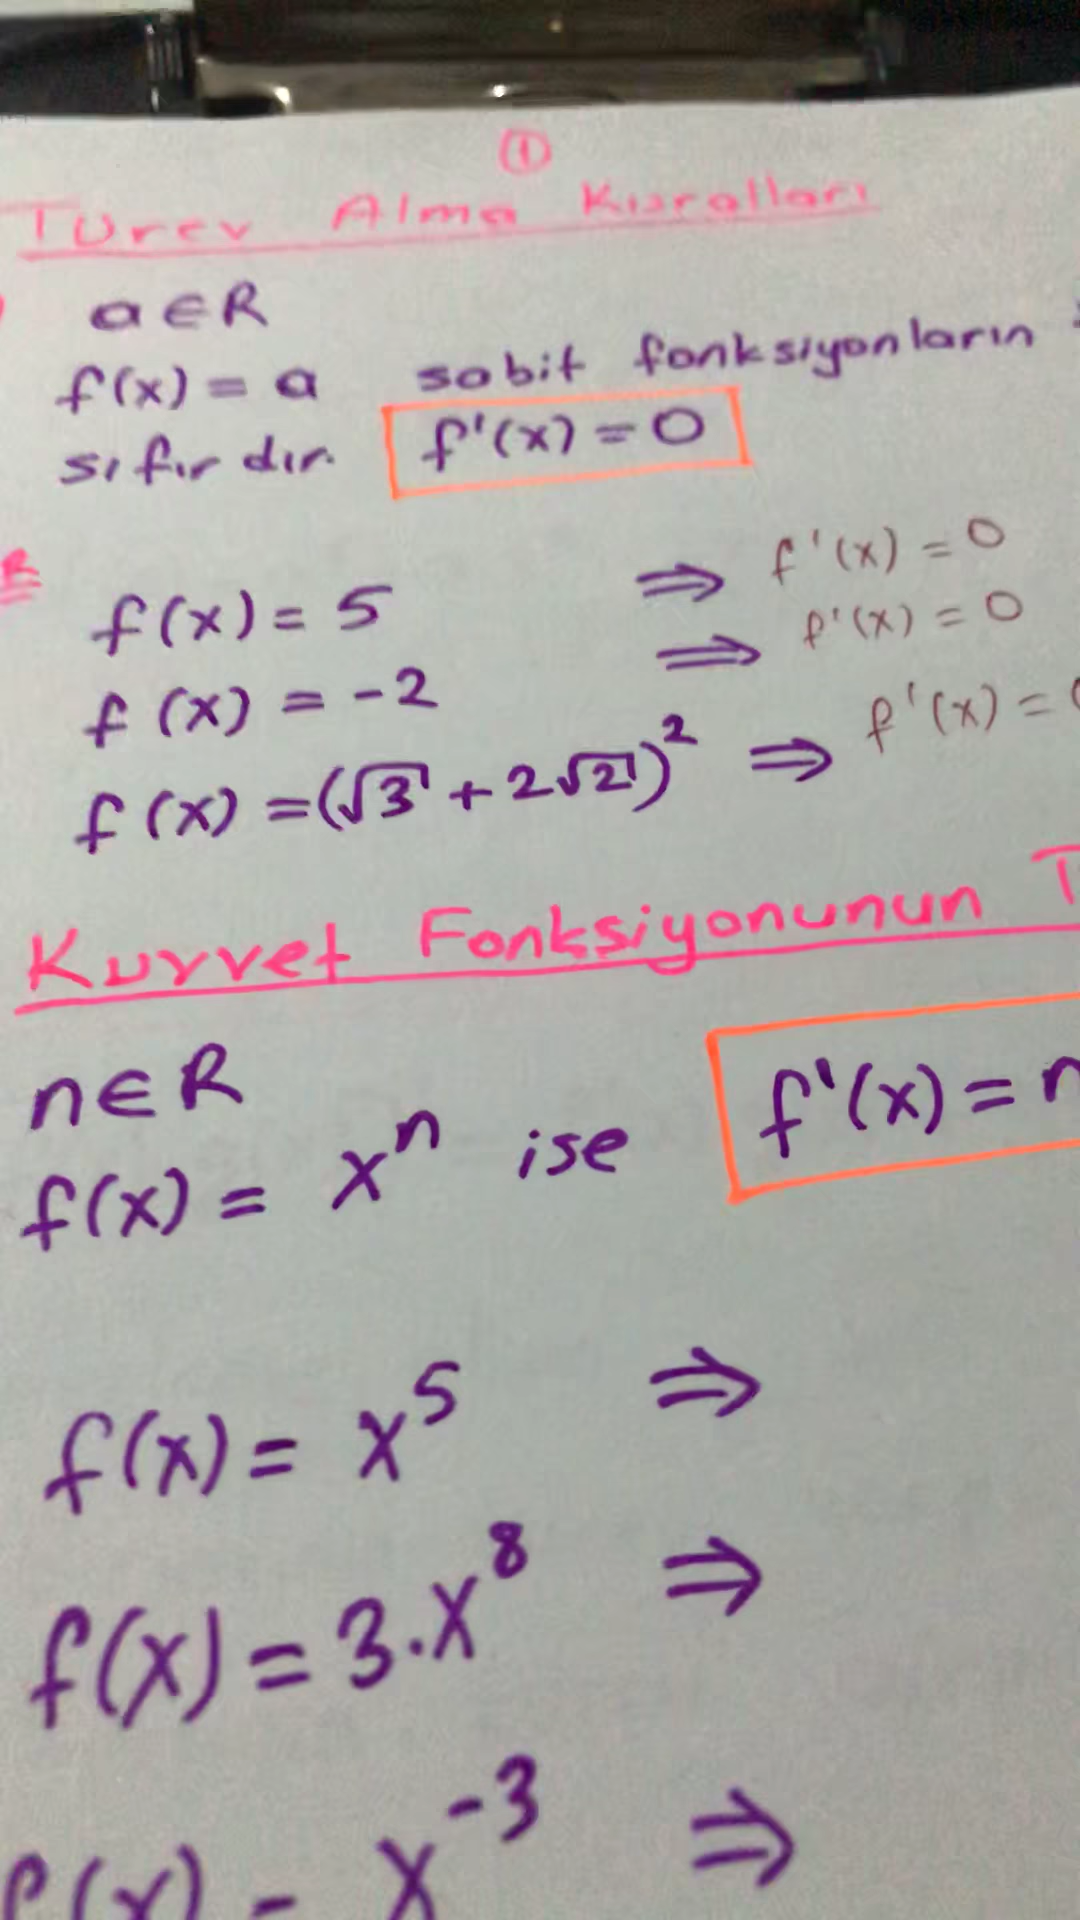 1
Türev Alma Kuralları
a∈R
f(x) = a sabit fonksiyonların
sıfırdır. f'(x) = 0
f(x) = 5 ⇒ f'(x) = 0
f(x) = -2 ⇒ f'(x) = 0
f(x) = (√3 + 2√2)² ⇒ f'(x) =
Kuvvet Fonksiyonunun T
n∈R
f(x) = xⁿ ise f'(x) = n
f(x) = x⁵ ⇒
f(x) = 3.x⁸ ⇒
f(x) = x⁻³ ⇒